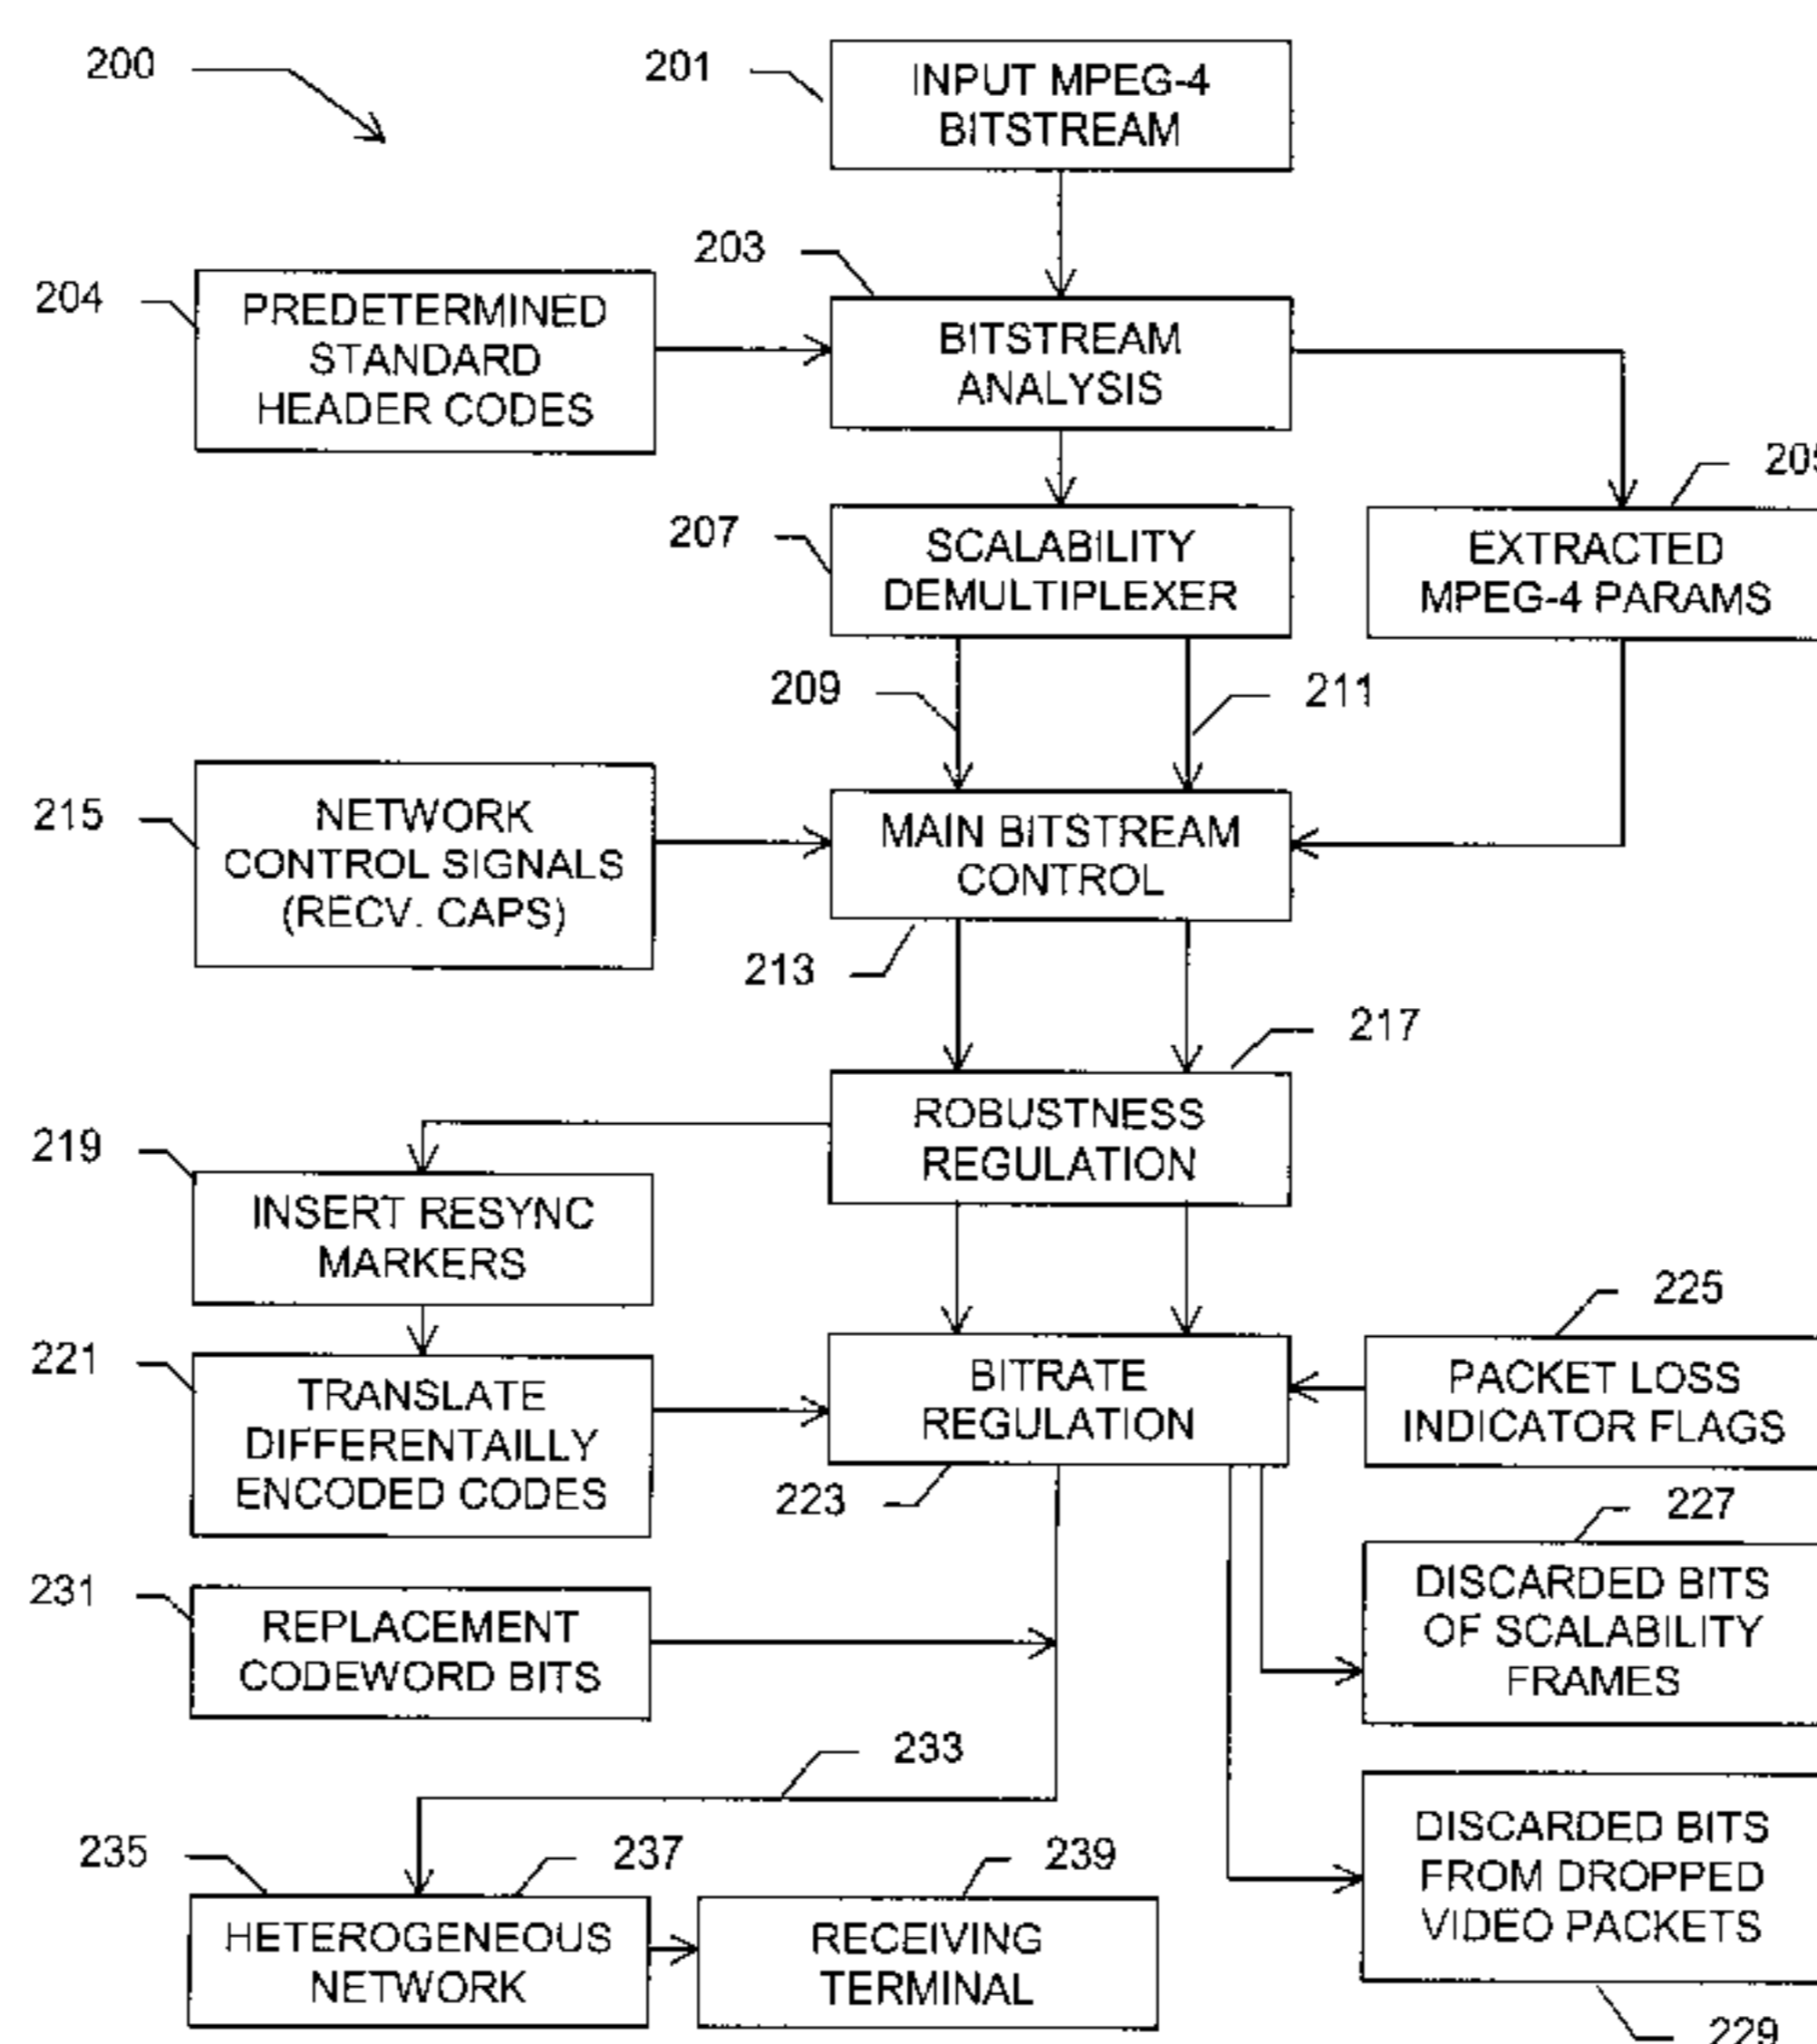 200
201
INPUT MPEG-4
BITSTREAM
203
204
PREDETERMINED
STANDARD
HEADER CODES
BITSTREAM
ANALYSIS
205
207
SCALABILITY
DEMULTIPLEXER
EXTRACTED
MPEG-4 PARAMS
209
211
215
NETWORK
CONTROL SIGNALS
(RECV. CAPS)
MAIN BITSTREAM
CONTROL
213
217
ROBUSTNESS
REGULATION
219
INSERT RESYNC
MARKERS
225
221
TRANSLATE
DIFFERENTAILLY
ENCODED CODES
BITRATE
REGULATION
PACKET LOSS
INDICATOR FLAGS
223
227
231
REPLACEMENT
CODEWORD BITS
DISCARDED BITS
OF SCALABILITY
FRAMES
233
235
237
239
DISCARDED BITS
FROM DROPPED
VIDEO PACKETS
HETEROGENEOUS
NETWORK
RECEIVING
TERMINAL
229